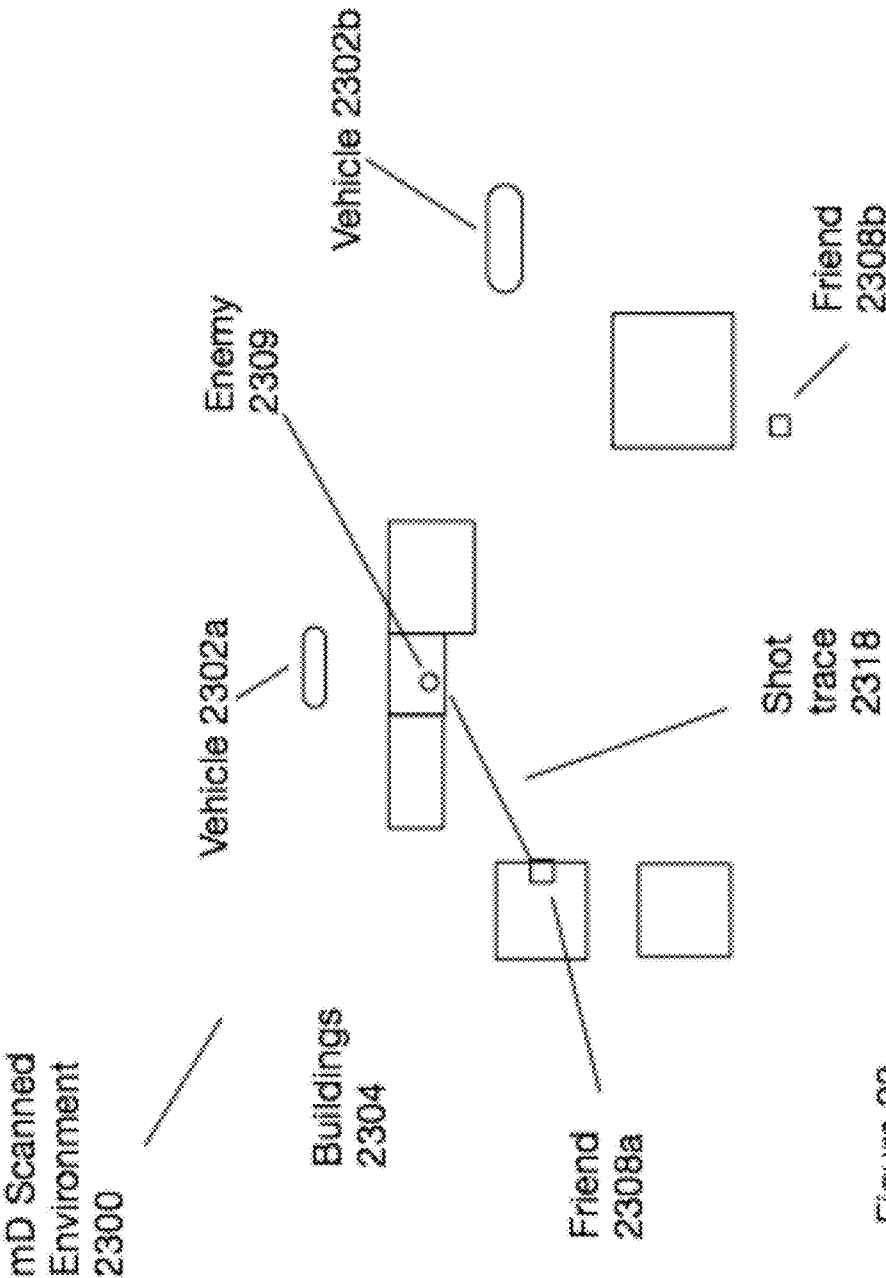 mD Scanned
Environment
2300
Buildings
2304
Vehicle 2302a
Enemy
2309
Vehicle 2302b
Friend
2308a
Shot
trace
2318
Friend
2308b